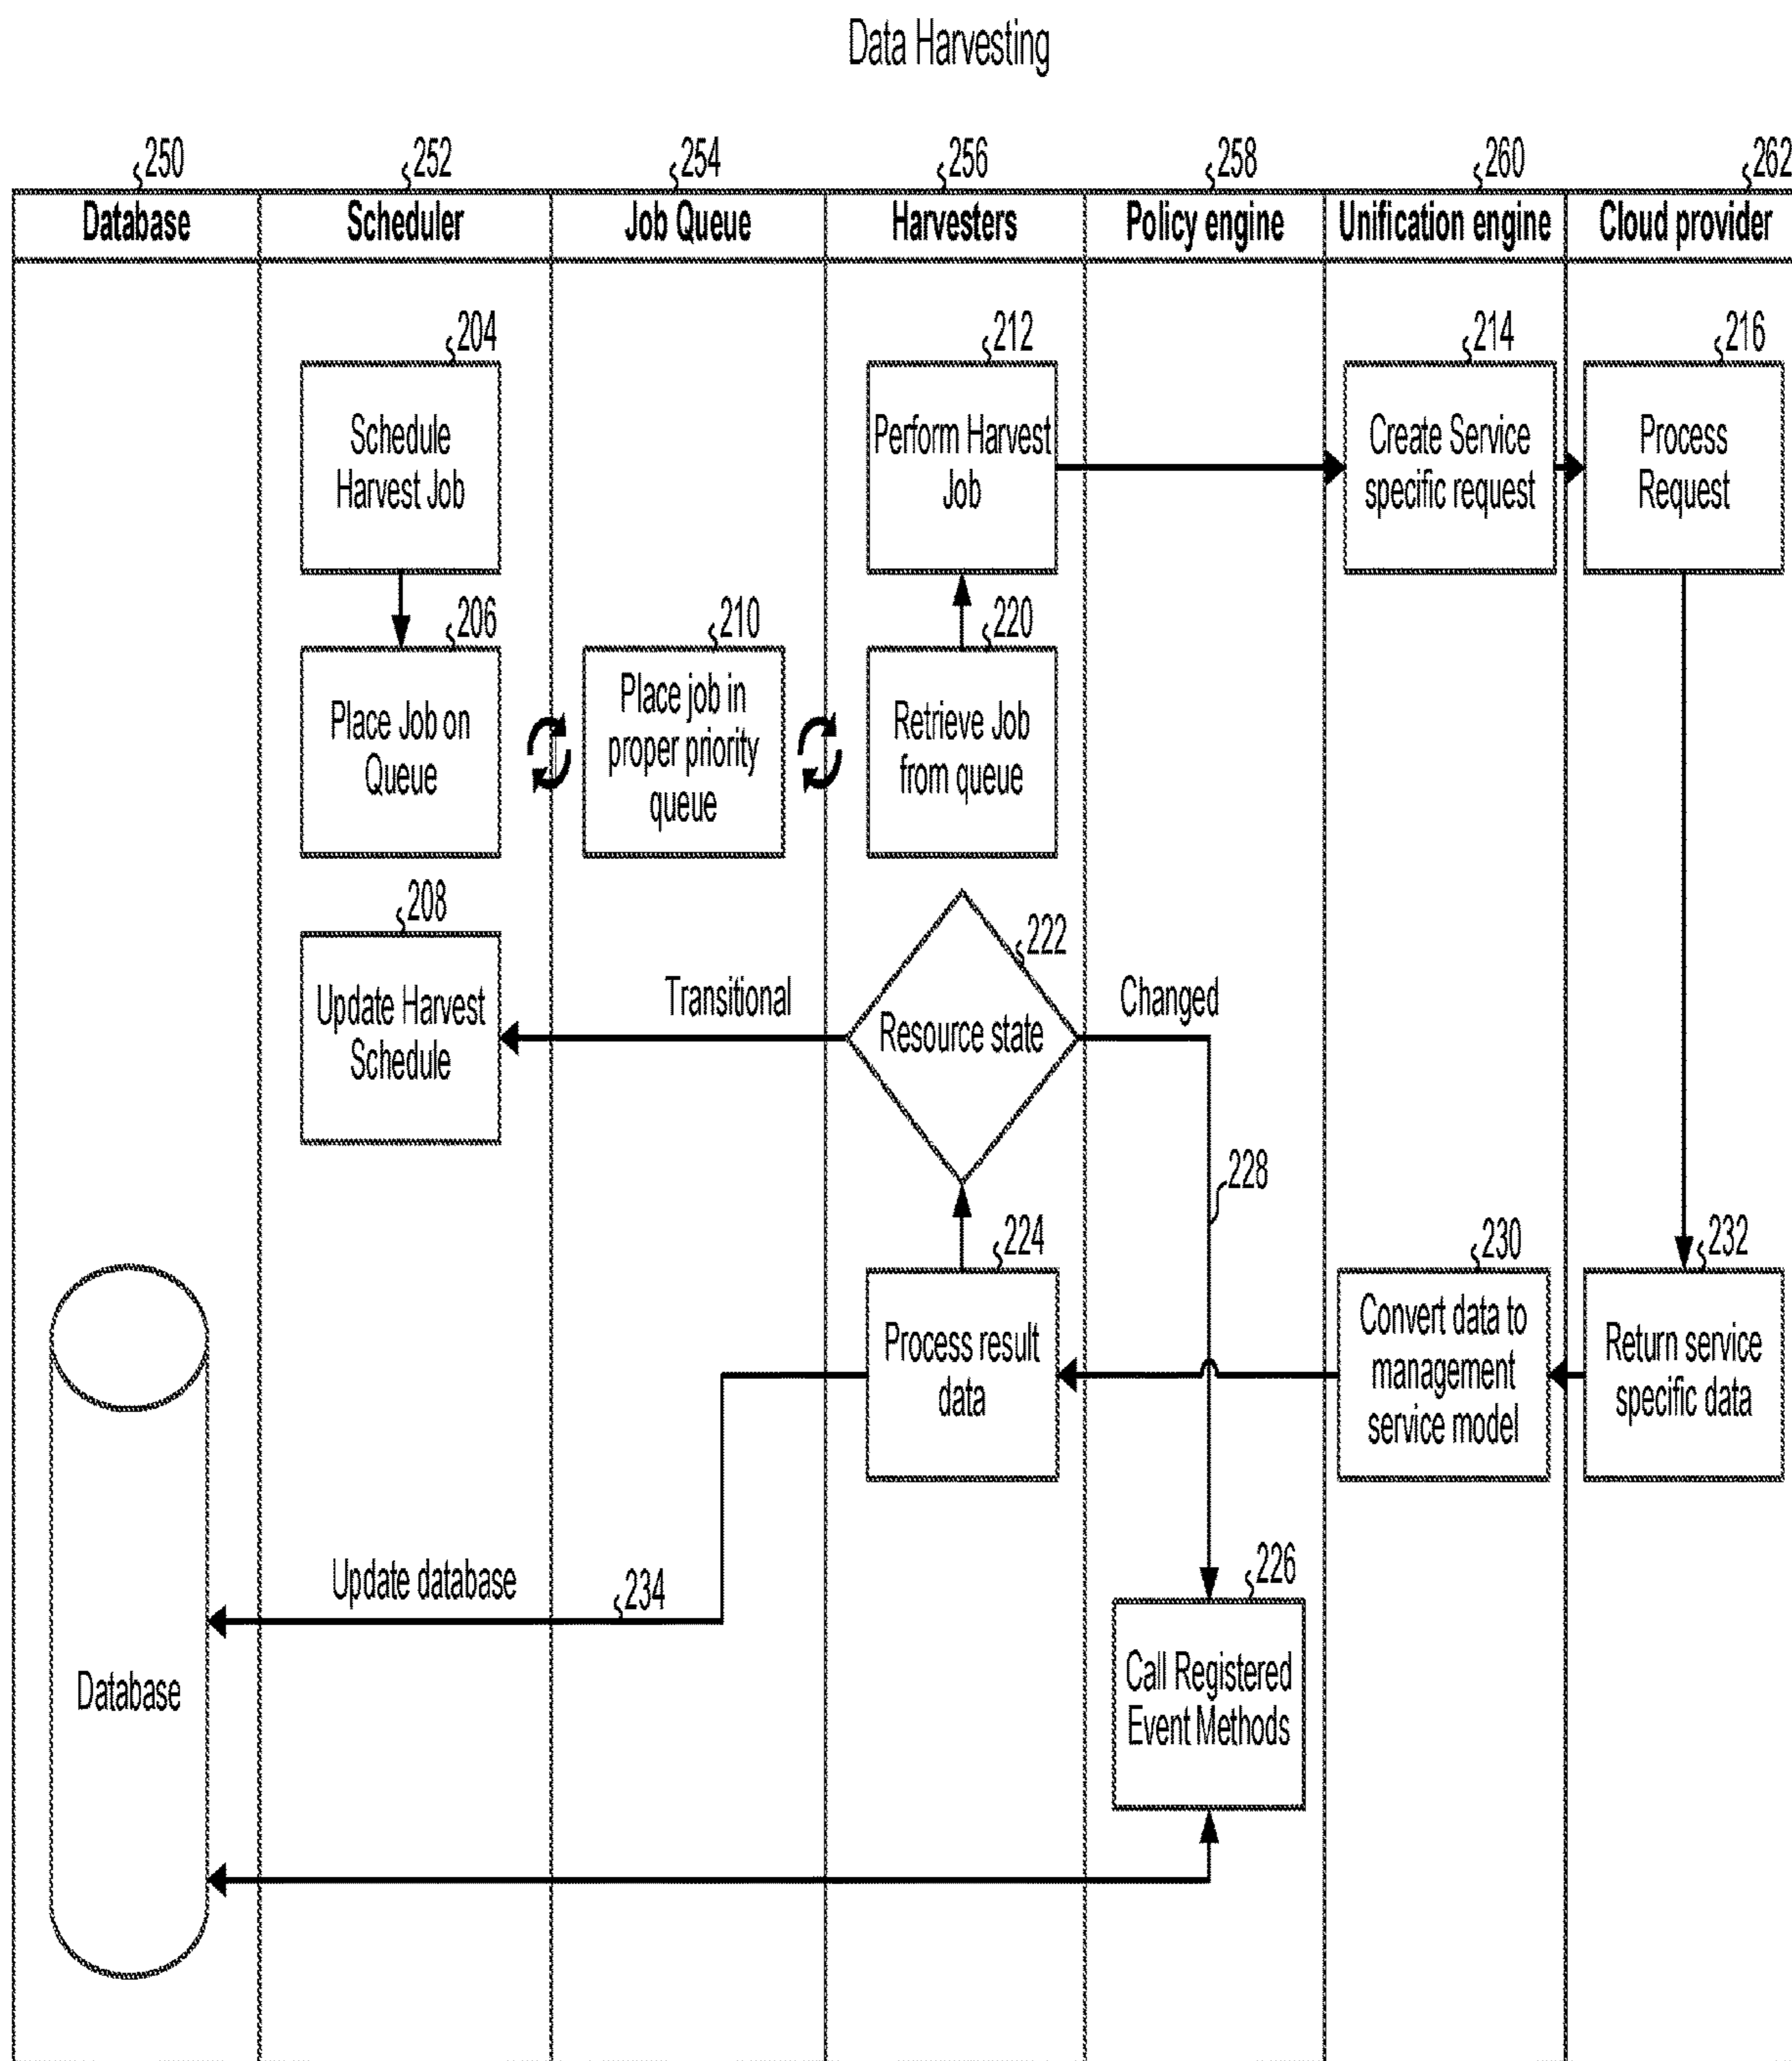 Data Harvesting
250 252 254 256 258 260 262
Database Scheduler Job Queue Harvesters Policy engine Unification engine Cloud provider
204 212 214 216
Schedule
Harvest Job
Perform Harvest
Job
Create Service
specific request
Process
Request
206 210 220
Place Job on
Queue
Place job in
proper priority
queue
Retrieve Job
from queue
208
Update Harvest
Schedule
Transitional
222
Resource state
Changed
228
224 230 232
Process result
data
Convert data to
management
service model
Return service
specific data
Update database
234
226
Call Registered
Event Methods
Database